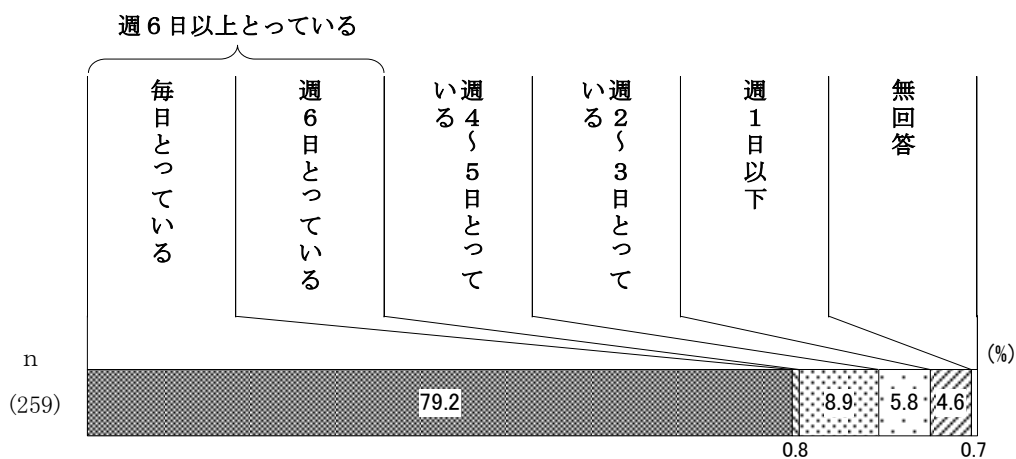 週６日以上とっている
毎日とっている
週６日とっている
週４～５日とって
いる
週２～３日とって
いる
週１日以下
無回答
(%)
n
(259)
79.2
8.9
5.8
4.6
0.8
0.7